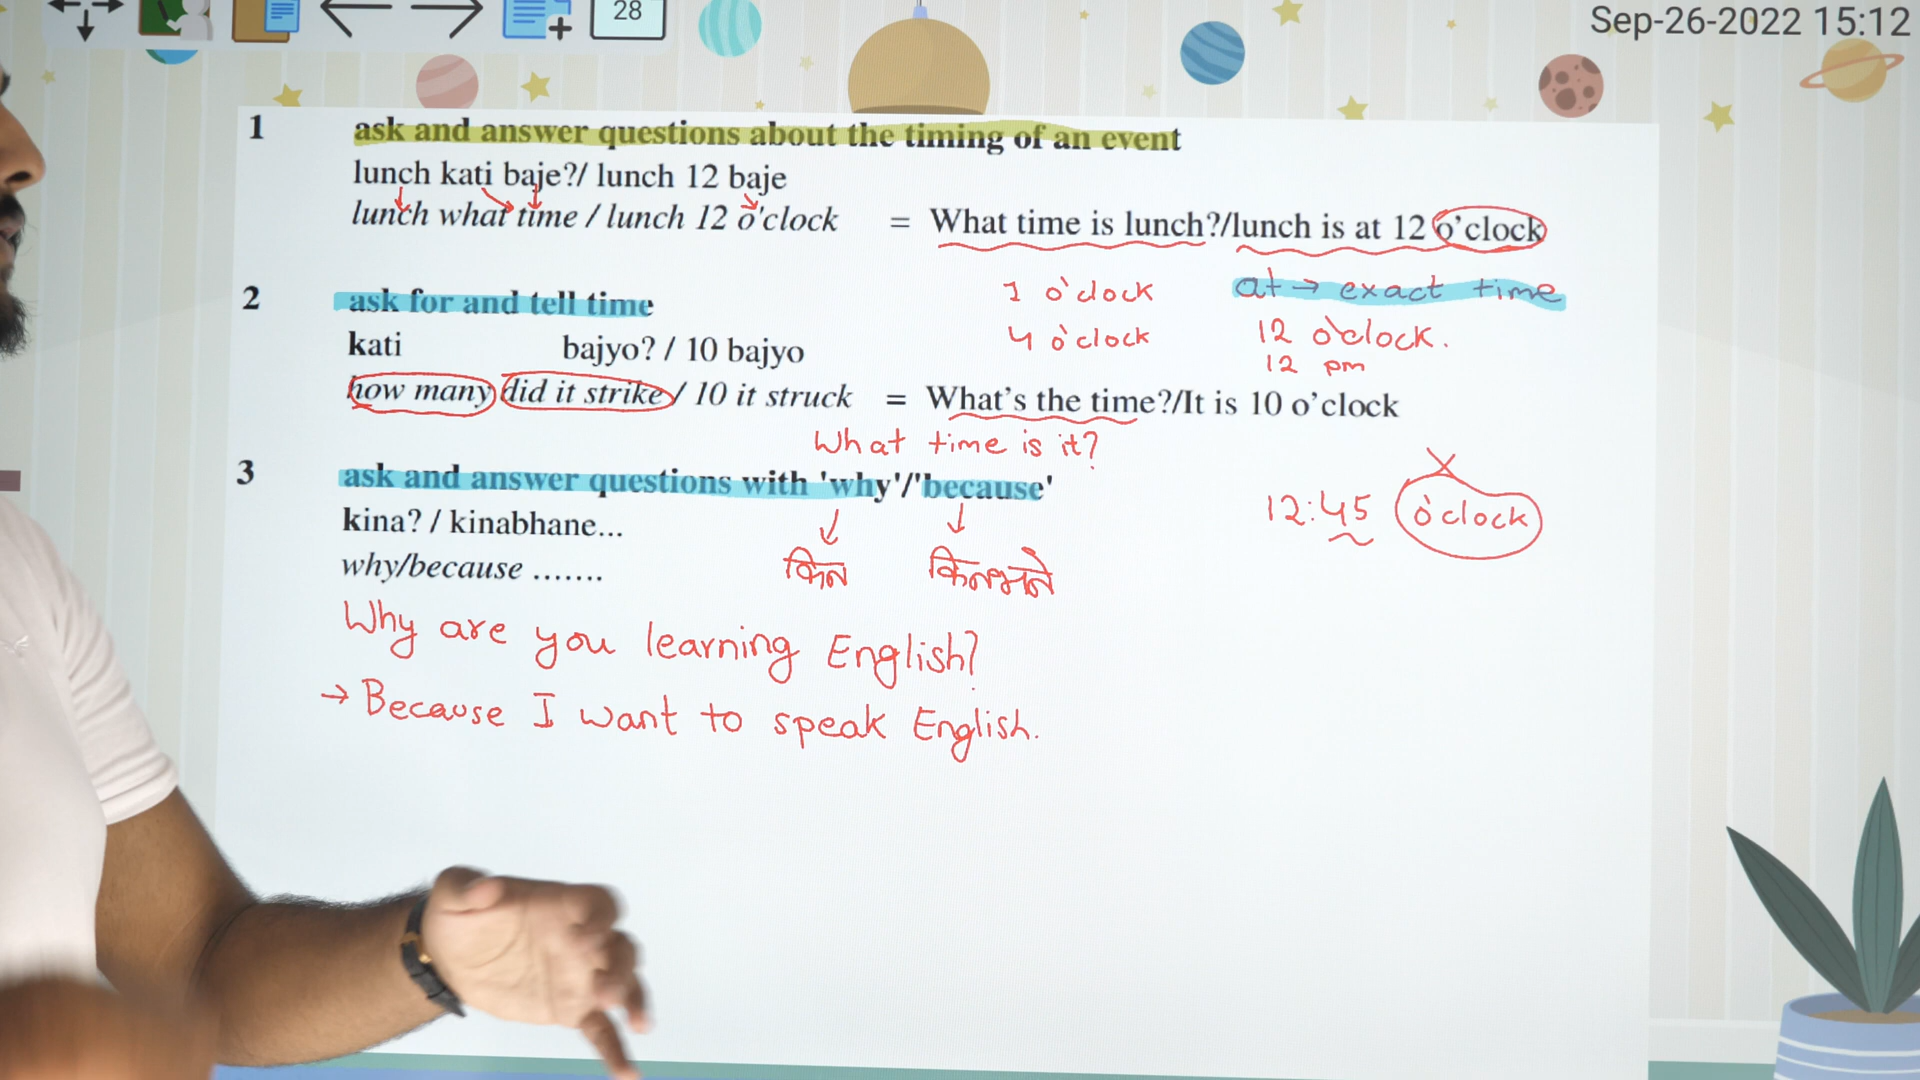 28
Sep-26-2022 15:12
1 ask and answer questions about the timing of an event
lunch kati baje?/ lunch 12 baje
lunch what time / lunch 12 o'clock = What time is lunch?/lunch is at 12 o'clock
1 o'clock at → exact time
2 ask for and tell time
4 o'clock 12 o'clock.
kati bajyo? / 10 bajyo
12 pm
how many did it strike / 10 it struck = What's the time?/It is 10 o'clock
What time is it?
3 ask and answer questions with 'why'/'because'
12:45 o'clock
kina? / kinabhane...
why/because .......
किन किनभने
Why are you learning English?
→ Because I want to speak English.